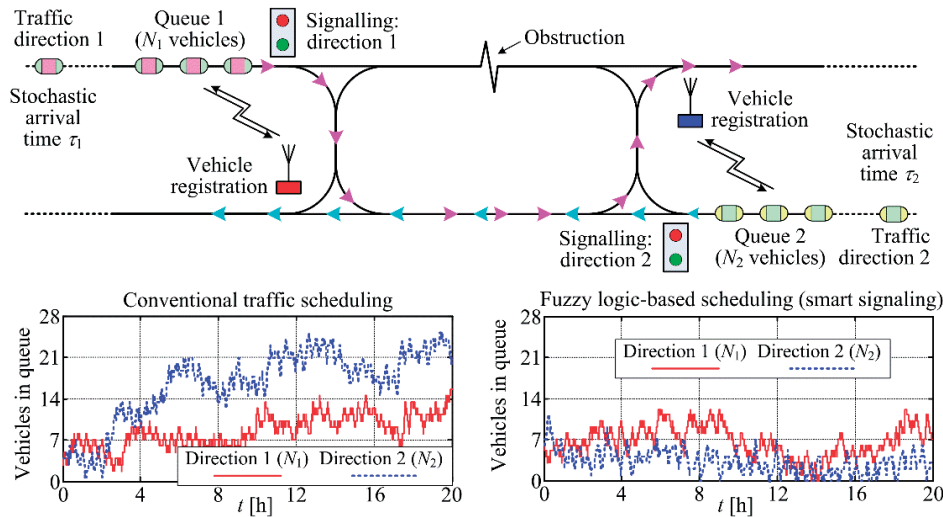 Traffic
direction 1
Queue 1
(N₁ vehicles)
Signalling:
direction 1
Obstruction
Stochastic
arrival
time τ₁
Vehicle
registration
Vehicle
registration
Stochastic
arrival
time τ₂
Signalling:
direction 2
Queue 2
(N₂ vehicles)
Traffic
direction 2
Conventional traffic scheduling
Vehicles in queue
28
21
14
7
0
Direction 1 (N₁) Direction 2 (N₂)
0 4 8 12 16 20
t [h]
Fuzzy logic-based scheduling (smart signaling)
Vehicles in queue
28
21
14
7
0
Direction 1 (N₁) Direction 2 (N₂)
0 4 8 12 16 20
t [h]